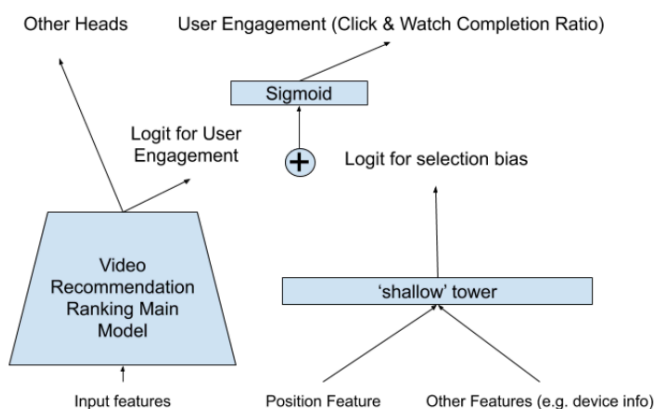 Other Heads
User Engagement (Click & Watch Completion Ratio)
Sigmoid
Logit for User
Engagement
+
Logit for selection bias
Video
Recommendation
Ranking Main
Model
‘shallow’ tower
Input features
Position Feature
Other Features (e.g. device info)